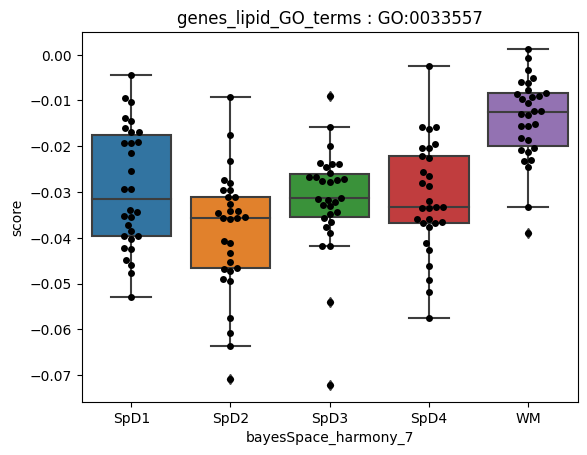 genes_lipid_GO_terms : GO:0033557
0.00
−0.01
−0.02
−0.03
−0.04
−0.05
−0.06
−0.07
score
SpD1 SpD2 SpD3 SpD4 WM
bayesSpace_harmony_7